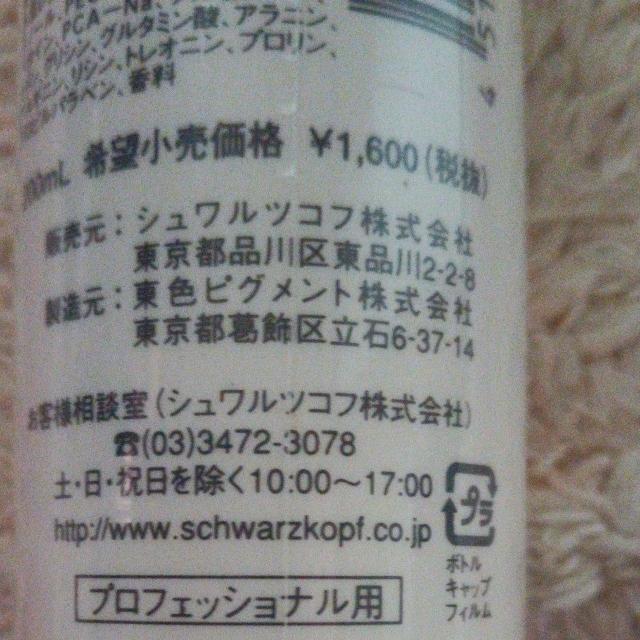 PCA-Na、
グルタミン酸、アラニン、
リシン、トレオニン、プロリン、
パラベン、香料
mL 希望小売価格 ¥1,600(税抜)
販売元：シュワルツコフ株式会社
東京都品川区東品川2-2-8
製造元：東色ピグメント株式会社
東京都葛飾区立石6-37-14
お客様相談室(シュワルツコフ株式会社)
☎(03)3472-3078
土・日・祝日を除く10:00～17:00
http://www.schwarzkopf.co.jp
プラ
ボトル
キャップ
フィルム
プロフェッショナル用